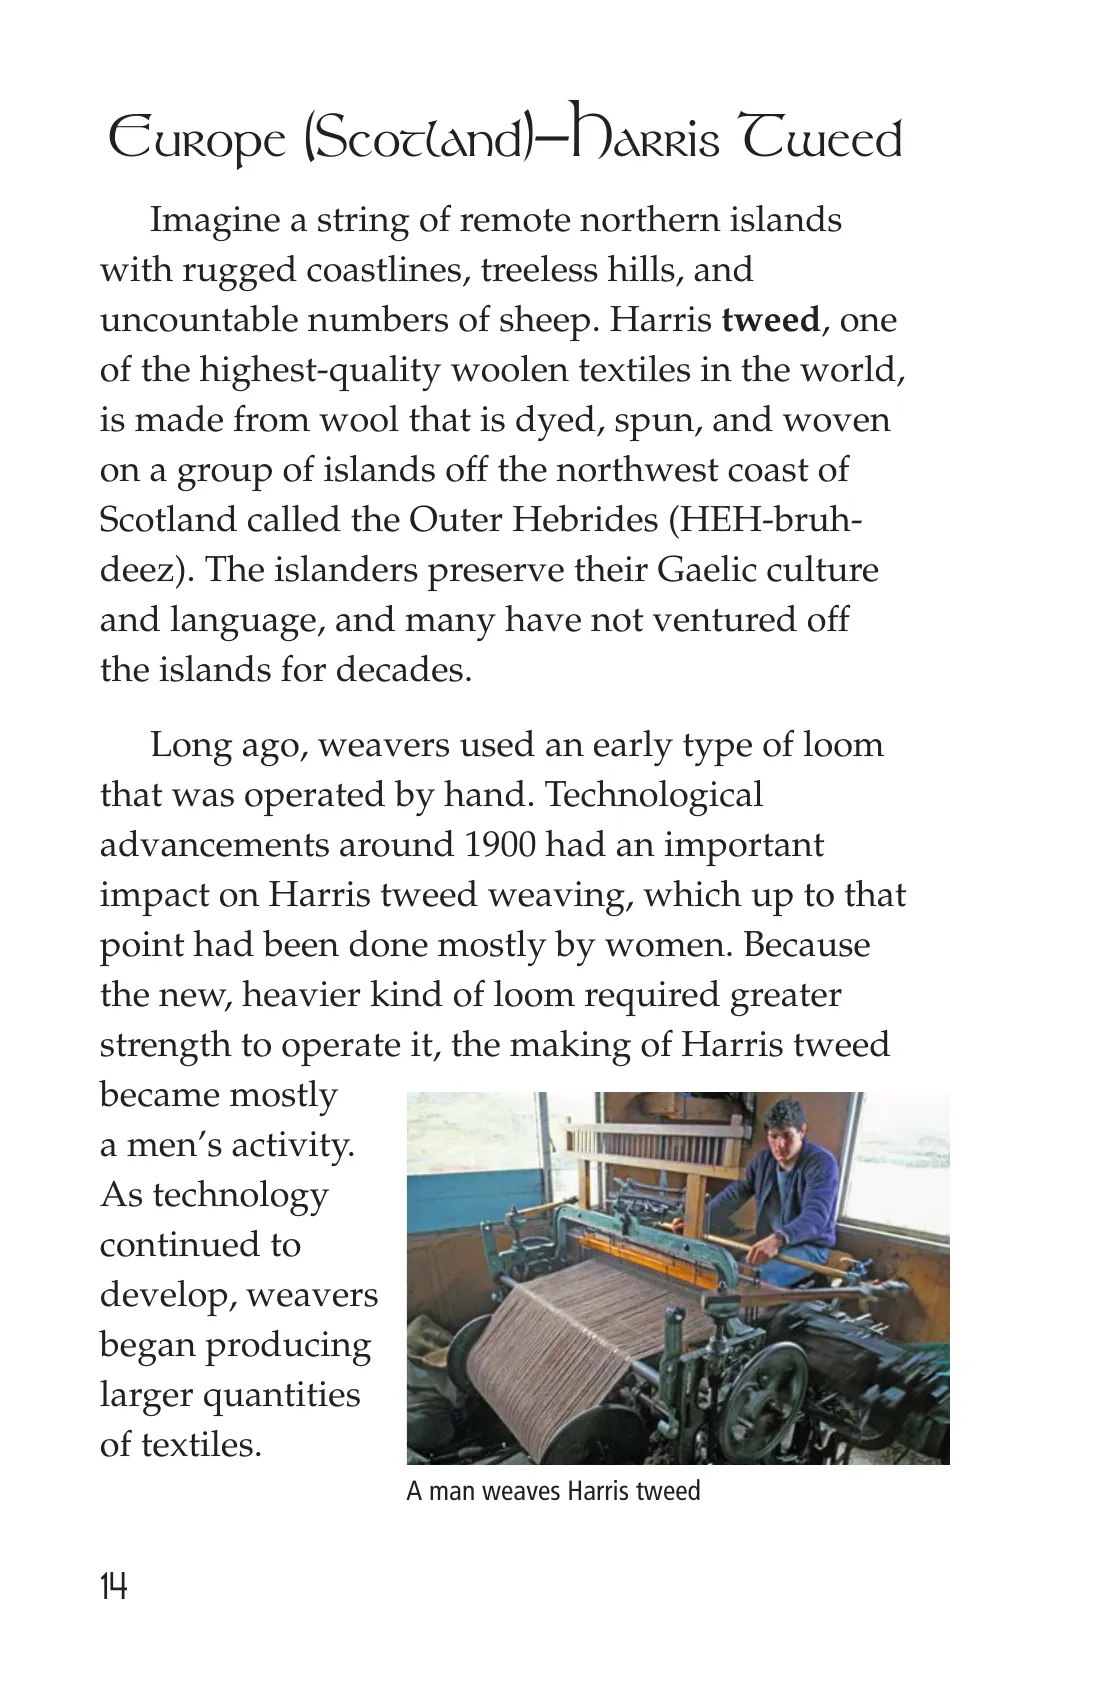 Europe (Scotland)—Harris Tweed
Imagine a string of remote northern islands
with rugged coastlines, treeless hills, and
uncountable numbers of sheep. Harris tweed, one
of the highest-quality woolen textiles in the world,
is made from wool that is dyed, spun, and woven
on a group of islands off the northwest coast of
Scotland called the Outer Hebrides (HEH-bruh-
deez). The islanders preserve their Gaelic culture
and language, and many have not ventured off
the islands for decades.
Long ago, weavers used an early type of loom
that was operated by hand. Technological
advancements around 1900 had an important
impact on Harris tweed weaving, which up to that
point had been done mostly by women. Because
the new, heavier kind of loom required greater
strength to operate it, the making of Harris tweed
became mostly
a men’s activity.
As technology
continued to
develop, weavers
began producing
larger quantities
of textiles.
A man weaves Harris tweed
14